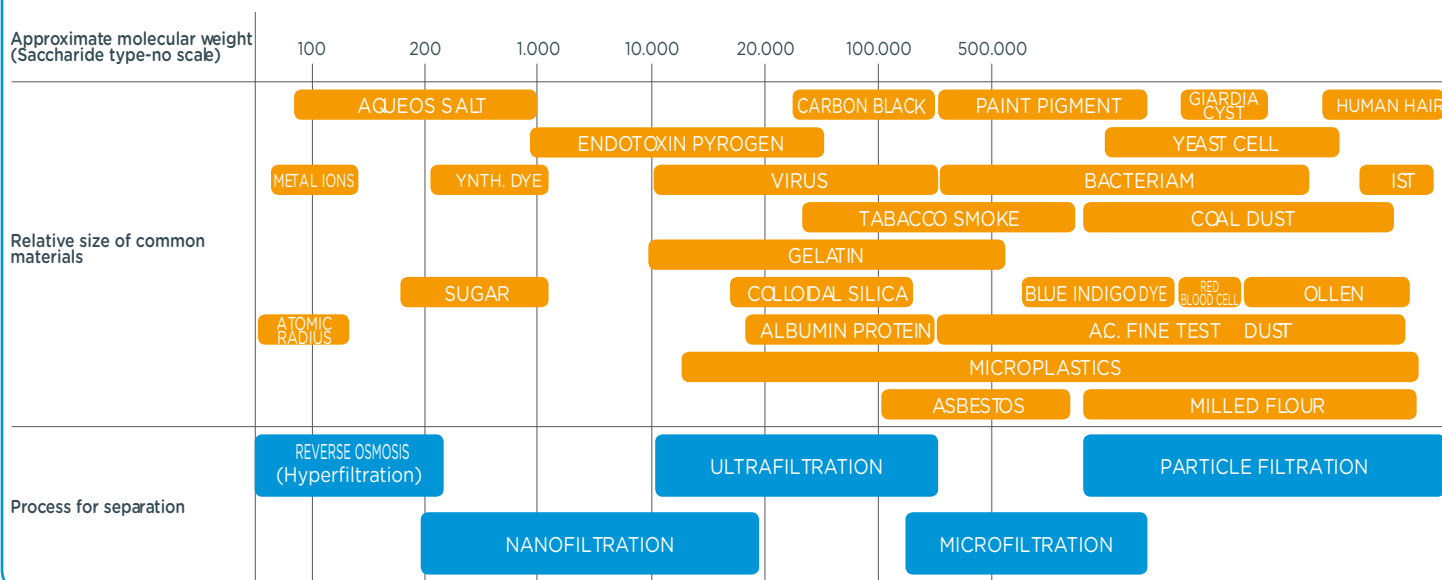 Approximate molecular weight
(Saccharide type-no scale)
100 200 1.000 10.000 20.000 100.000 500.000
AQUEOS SALT
CARBON BLACK
PAINT PIGMENT
GIARDIA
CYST
HUMAN HAIR
ENDOTOXIN PYROGEN
YEAST CELL
METAL IONS
YNTH. DYE
VIRUS
BACTERIAM
IST
TABACCO SMOKE
COAL DUST
Relative size of common
materials
GELATIN
SUGAR
COLLOIDAL SILICA
BLUE INDIGO DYE
RED
BLOOD CELL
OLLEN
ATOMIC
RADIUS
ALBUMIN PROTEIN
A.C. FINE TEST DUST
MICROPLASTICS
ASBESTOS
MILLED FLOUR
Process for separation
REVERSE OSMOSIS
(Hyperfiltration)
ULTRAFILTRATION
PARTICLE FILTRATION
NANOFILTRATION
MICROFILTRATION